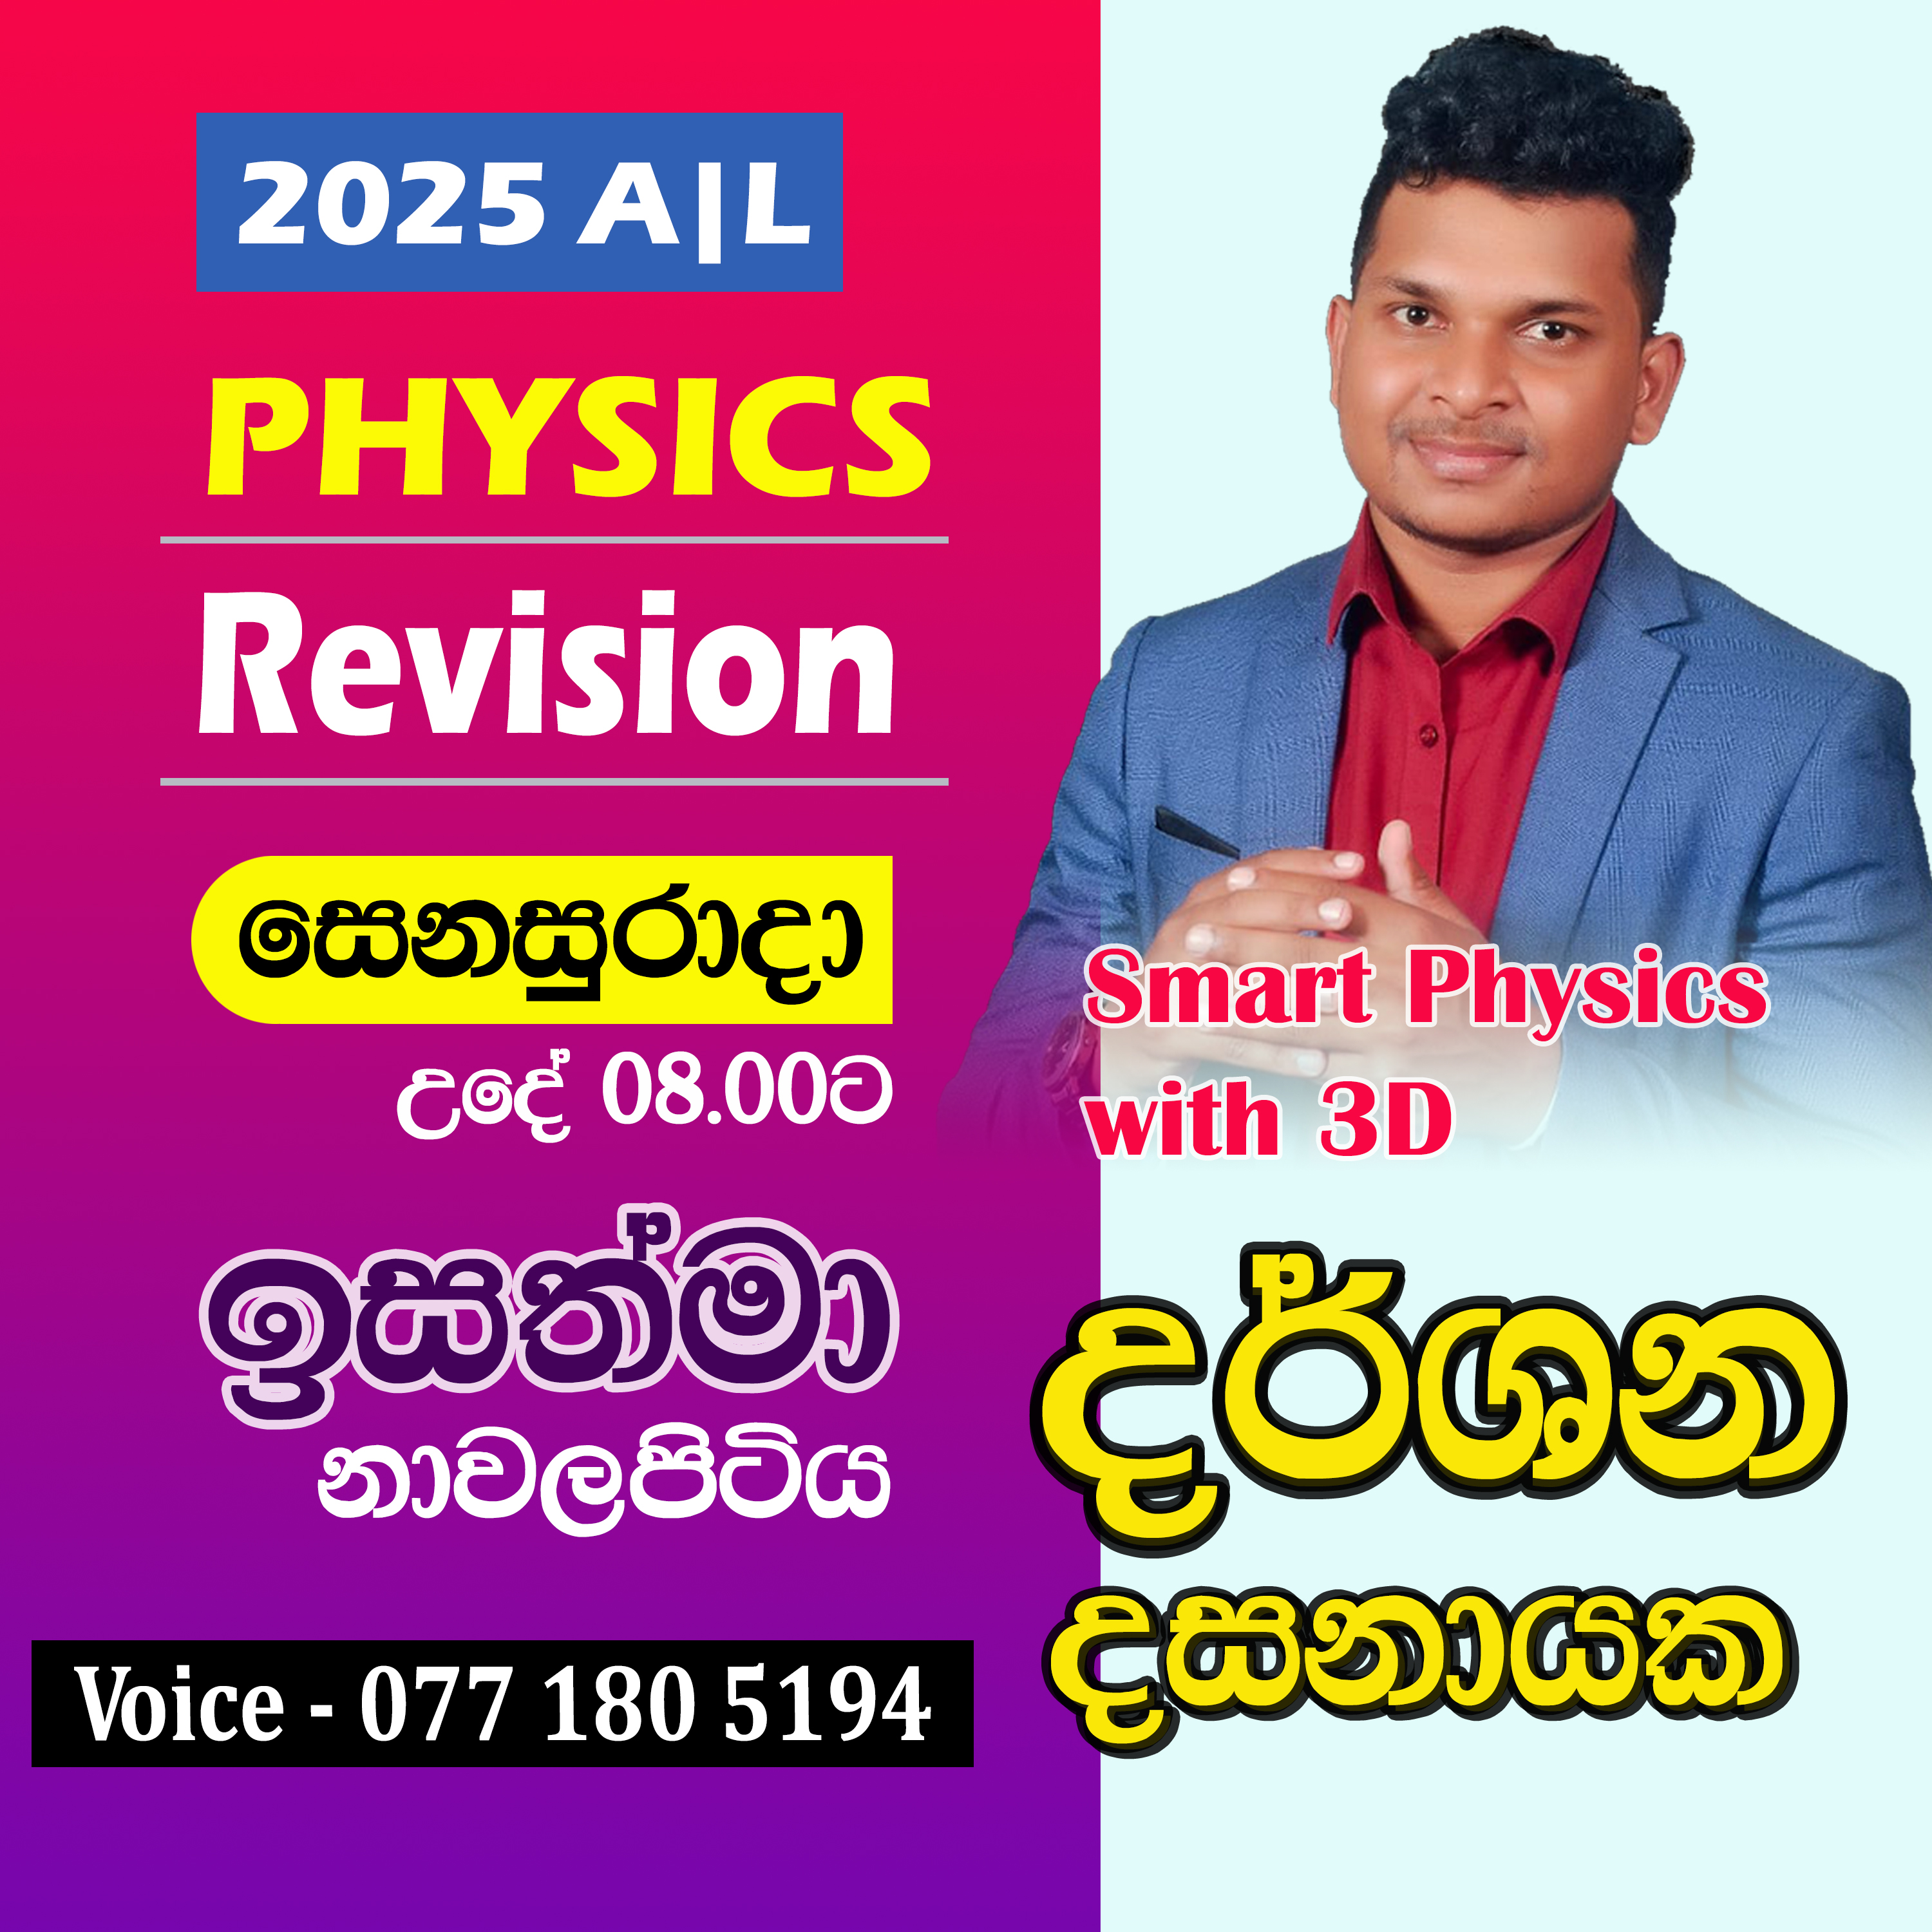 2025 A|L
PHYSICS
Revision
සෙනසුරාදා
උදේ 08.00ට
ඉසත්මා
නාවලපිටිය
Voice - 077 180 5194
Smart Physics
with 3D
දර්ශන
දසනායක